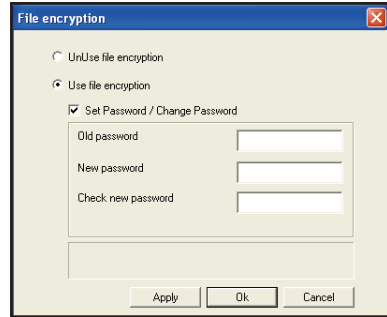 File encryption
UnUse file encryption
Use file encryption
Set Password / Change Password
Old password
New password
Check new password
Apply Ok Cancel